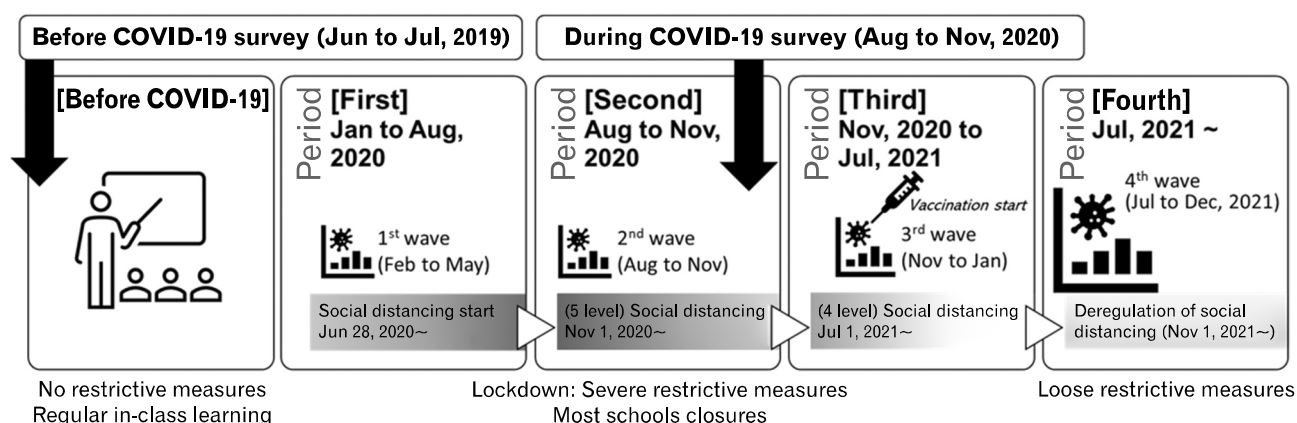 Before COVID-19 survey (Jun to Jul, 2019)
During COVID-19 survey (Aug to Nov, 2020)
[Before COVID-19]
No restrictive measures
Regular in-class learning
Period
[First]
Jan to Aug,
2020
1st wave
(Feb to May)
Social distancing start
Jun 28, 2020~
Period
[Second]
Aug to Nov,
2020
2nd wave
(Aug to Nov)
(5 level) Social distancing
Nov 1, 2020~
Lockdown: Severe restrictive measures
Most schools closures
Period
[Third]
Nov, 2020 to
Jul, 2021
Vaccination start
3rd wave
(Nov to Jan)
(4 level) Social distancing
Jul 1, 2021~
Period
[Fourth]
Jul, 2021 ~
4th wave
(Jul to Dec, 2021)
Deregulation of social
distancing (Nov 1, 2021~)
Loose restrictive measures